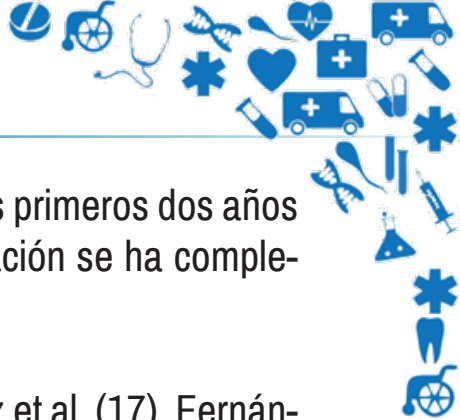 s primeros dos años
ación se ha comple-
et al. (17), Fernán-